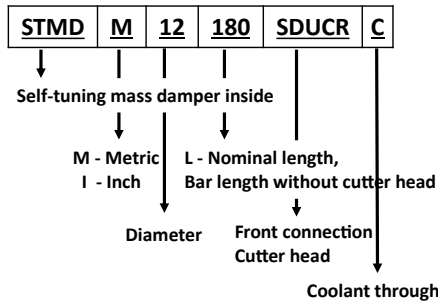 STMD M 12 180 SDUCR C
Self-tuning mass damper inside
M - Metric
I - Inch
L - Nominal length,
Bar length without cutter head
Diameter
Front connection
Cutter head
Coolant through